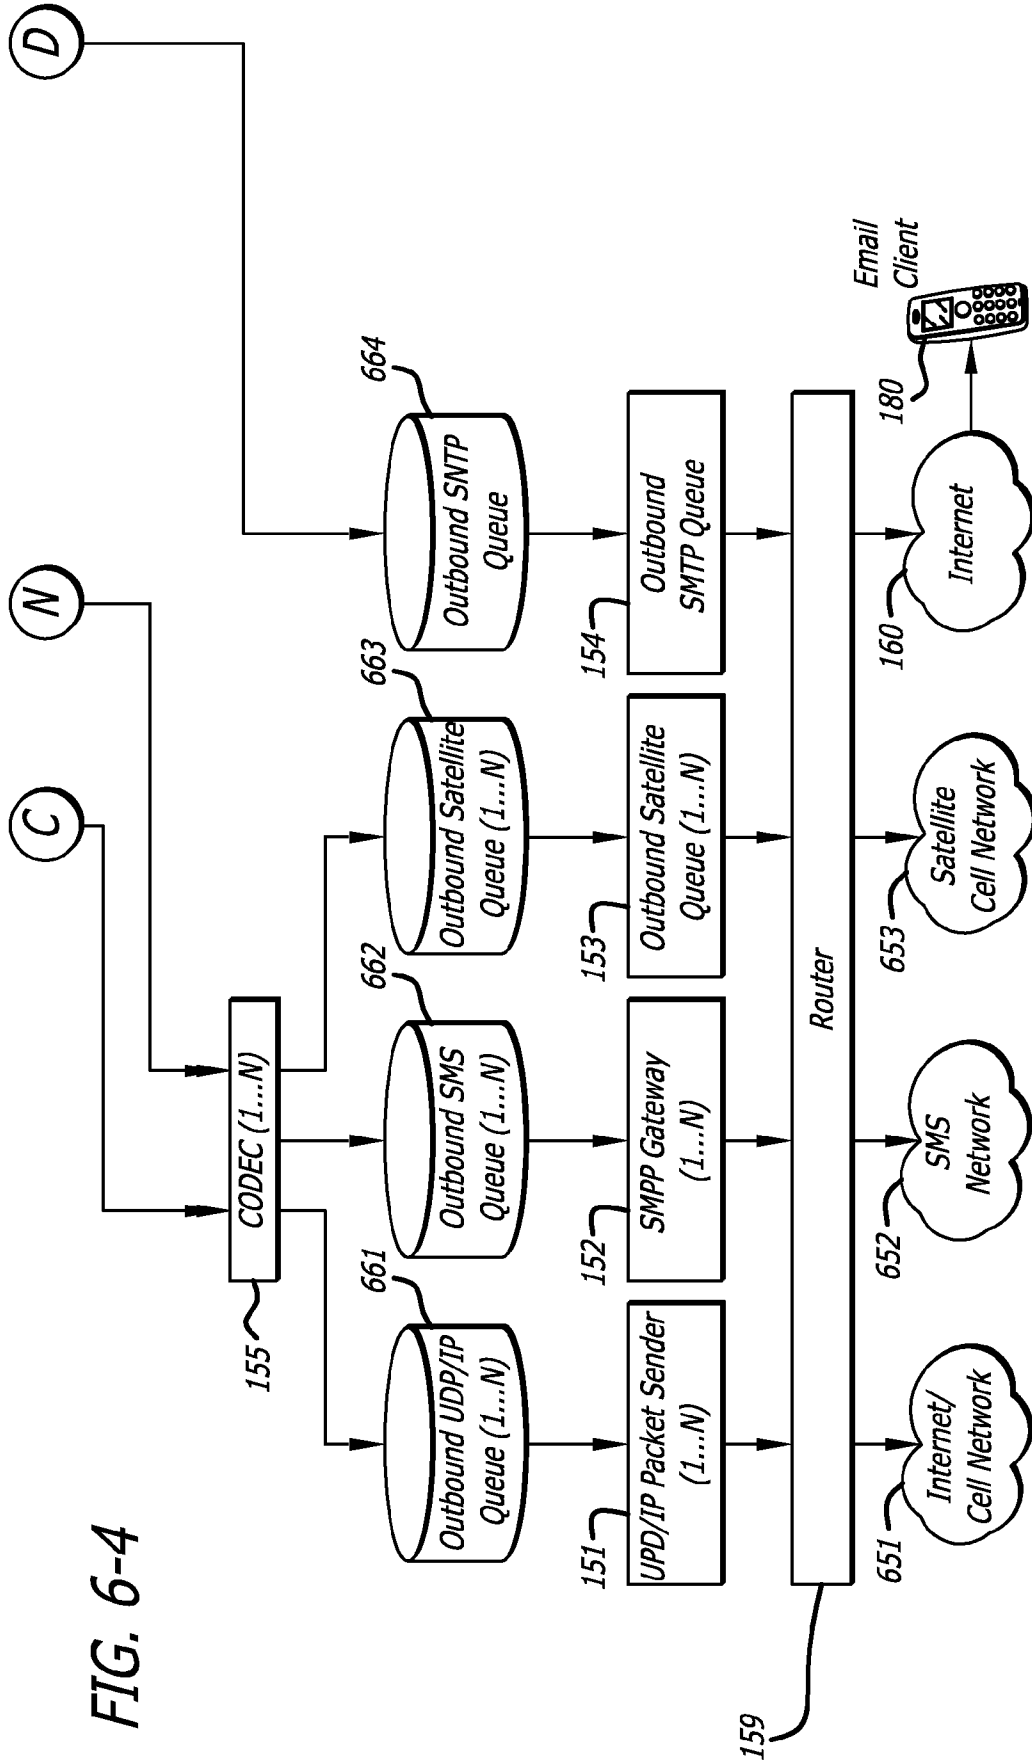 FIG. 6-4
C
N
D
155
CODEC (1...N)
661
Outbound UDP/IP
Queue (1...N)
662
Outbound SMS
Queue (1...N)
663
Outbound Satellite
Queue (1...N)
664
Outbound SNTP
Queue
151
UPD/IP Packet Sender
(1...N)
152
SMPP Gateway
(1...N)
153
Outbound Satellite
Queue (1...N)
154
Outbound
SMTP Queue
159
Router
651
Internet/
Cell Network
652
SMS
Network
653
Satellite
Cell Network
160
Internet
180
Email
Client